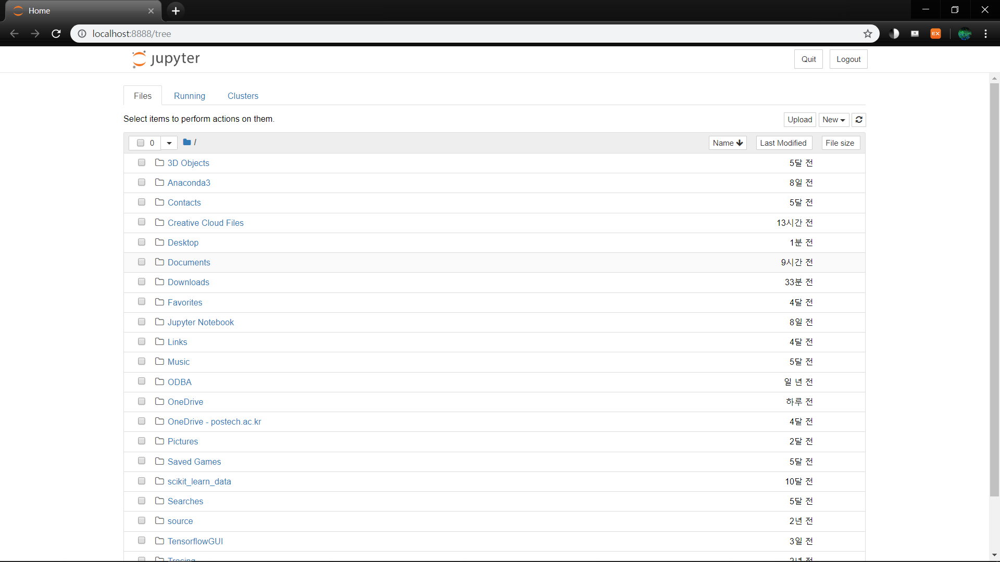 Home
localhost:8888/tree
EX
jupyter
Quit
Logout
Files
Running
Clusters
Select items to perform actions on them.
Upload
New
0
/
Name
Last Modified
File size
3D Objects
5달 전
Anaconda3
8일 전
Contacts
5달 전
Creative Cloud Files
13시간 전
Desktop
1분 전
Documents
9시간 전
Downloads
33분 전
Favorites
4달 전
Jupyter Notebook
8일 전
Links
4달 전
Music
5달 전
ODBA
일 년 전
OneDrive
하루 전
OneDrive - postech.ac.kr
4달 전
Pictures
2달 전
Saved Games
5달 전
scikit_learn_data
10달 전
Searches
5달 전
source
2년 전
TensorflowGUI
3일 전
Tracing
2년 전